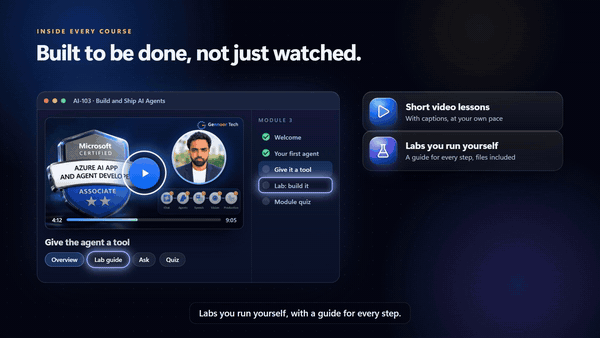 INSIDE EVERY COURSE
Built to be done, not just watched.
AI-103 · Build and Ship AI Agents
Gennoor Tech
Microsoft
CERTIFIED
AZURE AI APP
AND AGENT DEVELOPE
ASSOCIATE
4:12
9:05
Give the agent a tool
Overview
Lab guide
Ask
Quiz
MODULE 3
Welcome
Your first agent
Give it a tool
Lab: build it
Module quiz
Short video lessons
With captions, at your own pace
Labs you run yourself
A guide for every step, files included
Labs you run yourself, with a guide for every step.